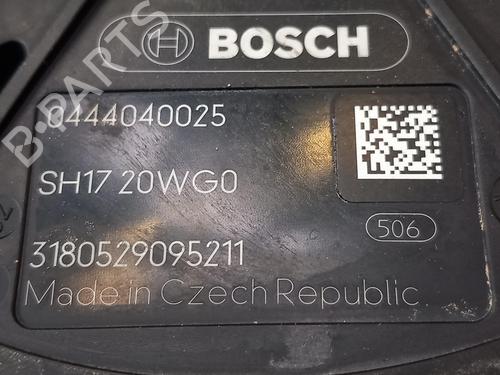 B-PARTS
BOSCH
0444040025
SH17 20WG0
506
3180529095211
Made in Czech Republic